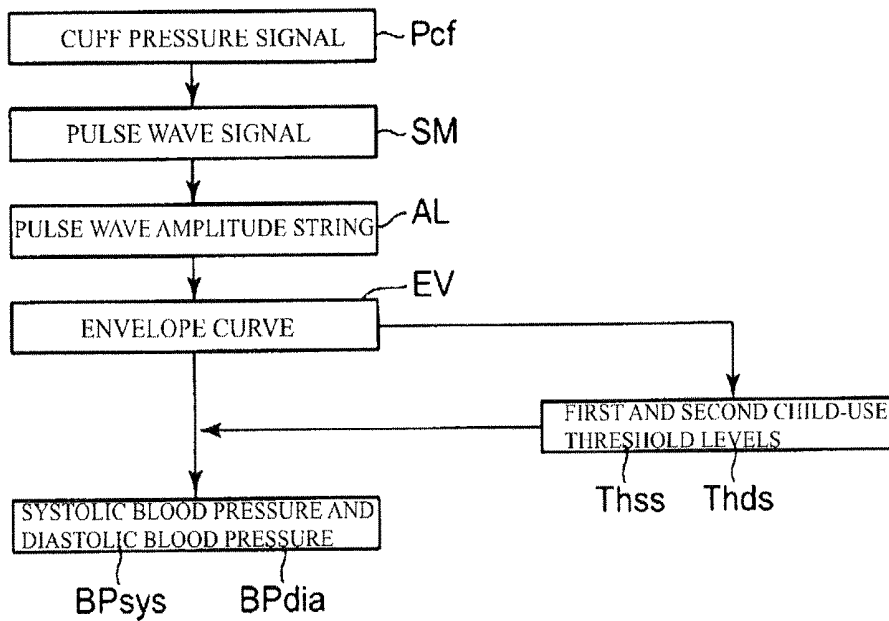 CUFF PRESSURE SIGNAL
Pcf
PULSE WAVE SIGNAL
SM
PULSE WAVE AMPLITUDE STRING
AL
ENVELOPE CURVE
EV
FIRST AND SECOND CHILD-USE
THRESHOLD LEVELS
Thss Thds
SYSTOLIC BLOOD PRESSURE AND
DIASTOLIC BLOOD PRESSURE
BPsys BPdia